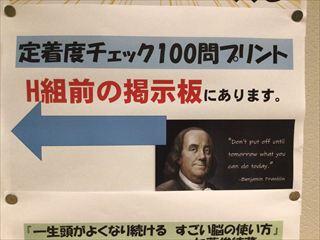 定着度チェック100問プリント
H組前の掲示板にあります。
"Don't put off until
tomorrow what you
can do today."
-Benjamin Franklin
『一生頭がよくなり続ける すごい脳の使い方』